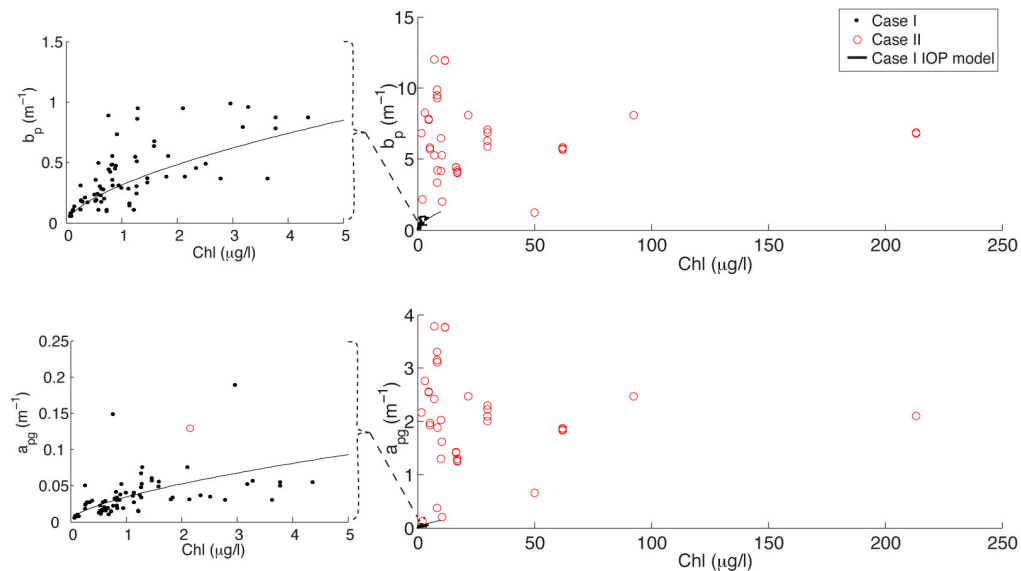 Case I
Case II
Case I IOP model
1.5
1
0.5
0
b_p (m⁻¹)
0 1 2 3 4 5
Chl (μg/l)
15
10
5
0
b_p (m⁻¹)
0 50 100 150 200 250
Chl (μg/l)
0.25
0.2
0.15
0.1
0.05
0
a_pg (m⁻¹)
0 1 2 3 4 5
Chl (μg/l)
4
3
2
1
0
a_pg (m⁻¹)
0 50 100 150 200 250
Chl (μg/l)